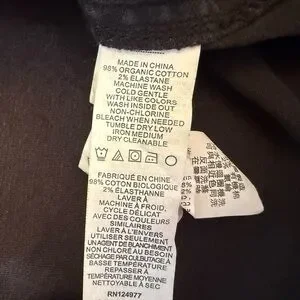 MADE IN CHINA
98% ORGANIC COTTON
2% ELASTANE
MACHINE WASH
COLD GENTLE
WITH LIKE COLORS
WASH INSIDE OUT
NON-CHLORINE
BLEACH WHEN NEEDED
TUMBLE DRY LOW
IRON MEDIUM
DRY CLEANABLE
FABRIQUÉ EN CHINE
98% COTON BIOLOGIQUE
2% ÉLASTHANNE
LAVER À
MACHINE À FROID,
CYCLE DÉLICAT
AVEC DES COULEURS
SIMILAIRES
LAVER À L'ENVERS
UTILISER SEULEMENT
UN AGENT DE BLANCHIMENT
NON CHLORÉ AU BESOIN
SÉCHAGE PAR CULBUTAGE À
BASSE TEMPÉRATURE
REPASSER À
TEMPÉRATURE MOYENNE
NETTOYABLE À SEC
RN124977